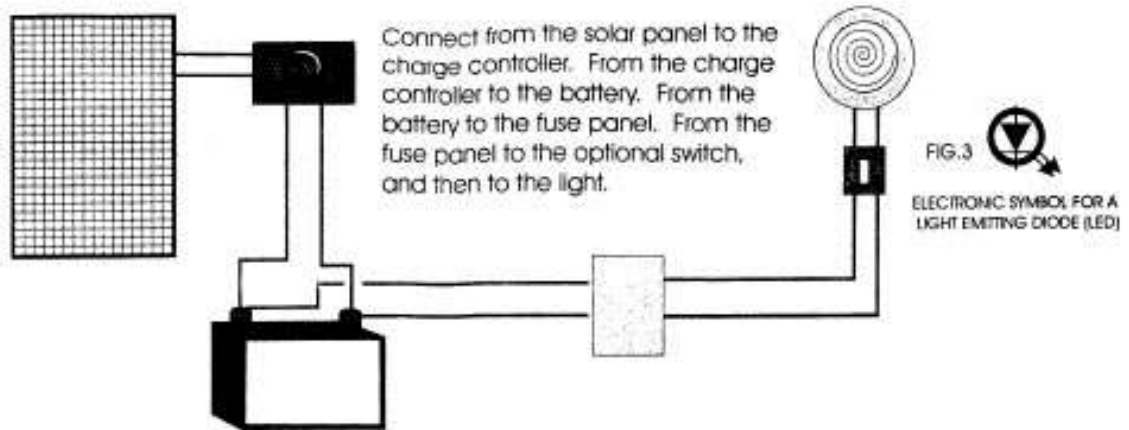 Connect from the solar panel to the
charge controller. From the charge
controller to the battery. From the
battery to the fuse panel. From the
fuse panel to the optional switch,
and then to the light.
FIG.3
ELECTRONIC SYMBOL FOR A
LIGHT EMITTING DIODE (LED)